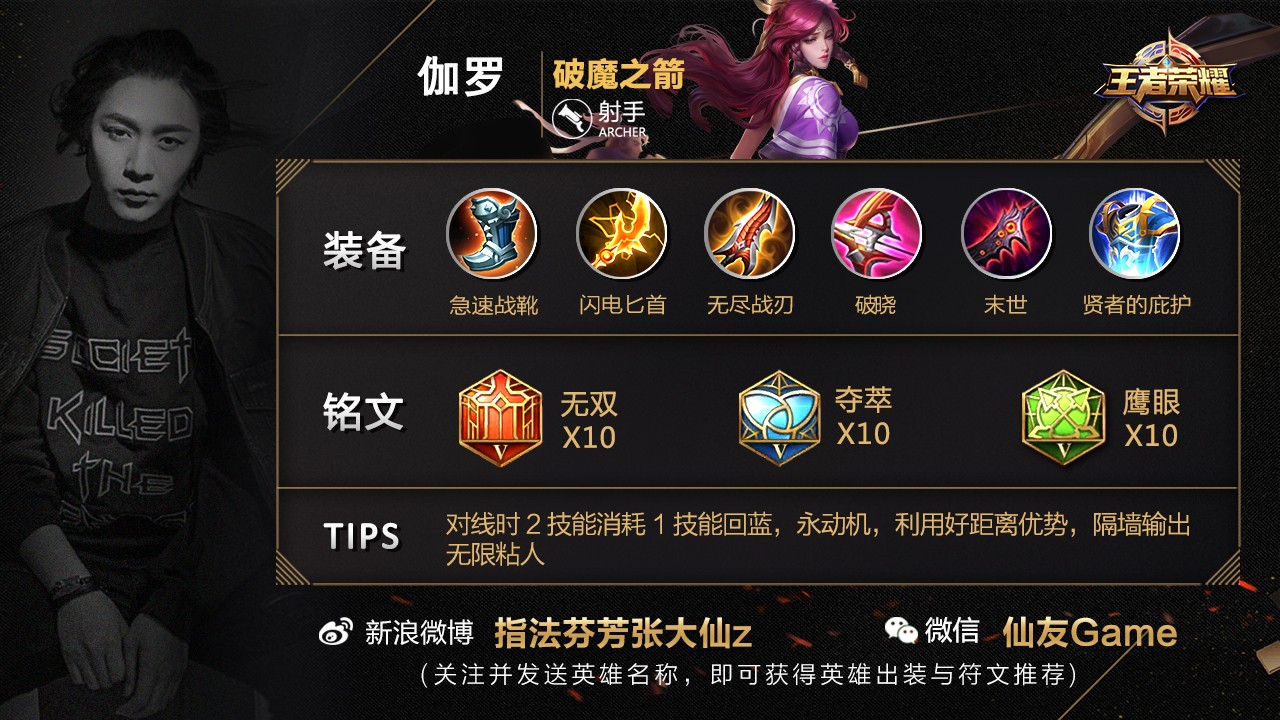 伽罗
破魔之箭
射手
ARCHER
王者荣耀
装备
急速战靴 闪电匕首 无尽战刃 破晓 末世 贤者的庇护
铭文
无双 X10
夺萃 X10
鹰眼 X10
V V V
TIPS
对线时 2 技能消耗 1 技能回蓝，永动机，利用好距离优势，隔墙输出
无限粘人
新浪微博 指法芬芳张大仙z 微信 仙友Game
(关注并发送英雄名称，即可获得英雄出装与符文推荐)
KILLED
THE